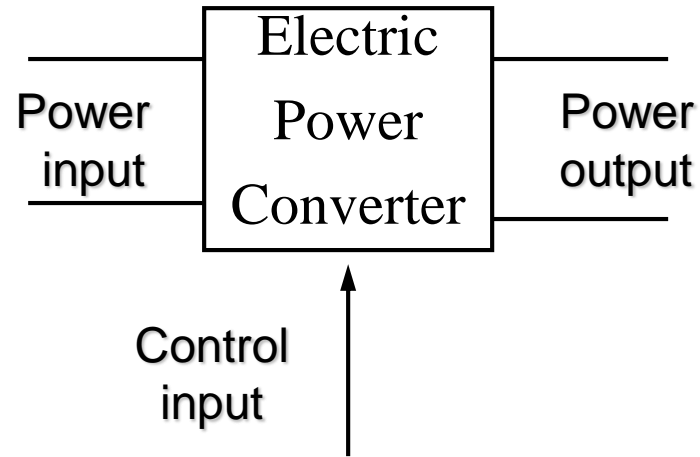 Electric
Power
Converter
Power
input
Power
output
Control
input